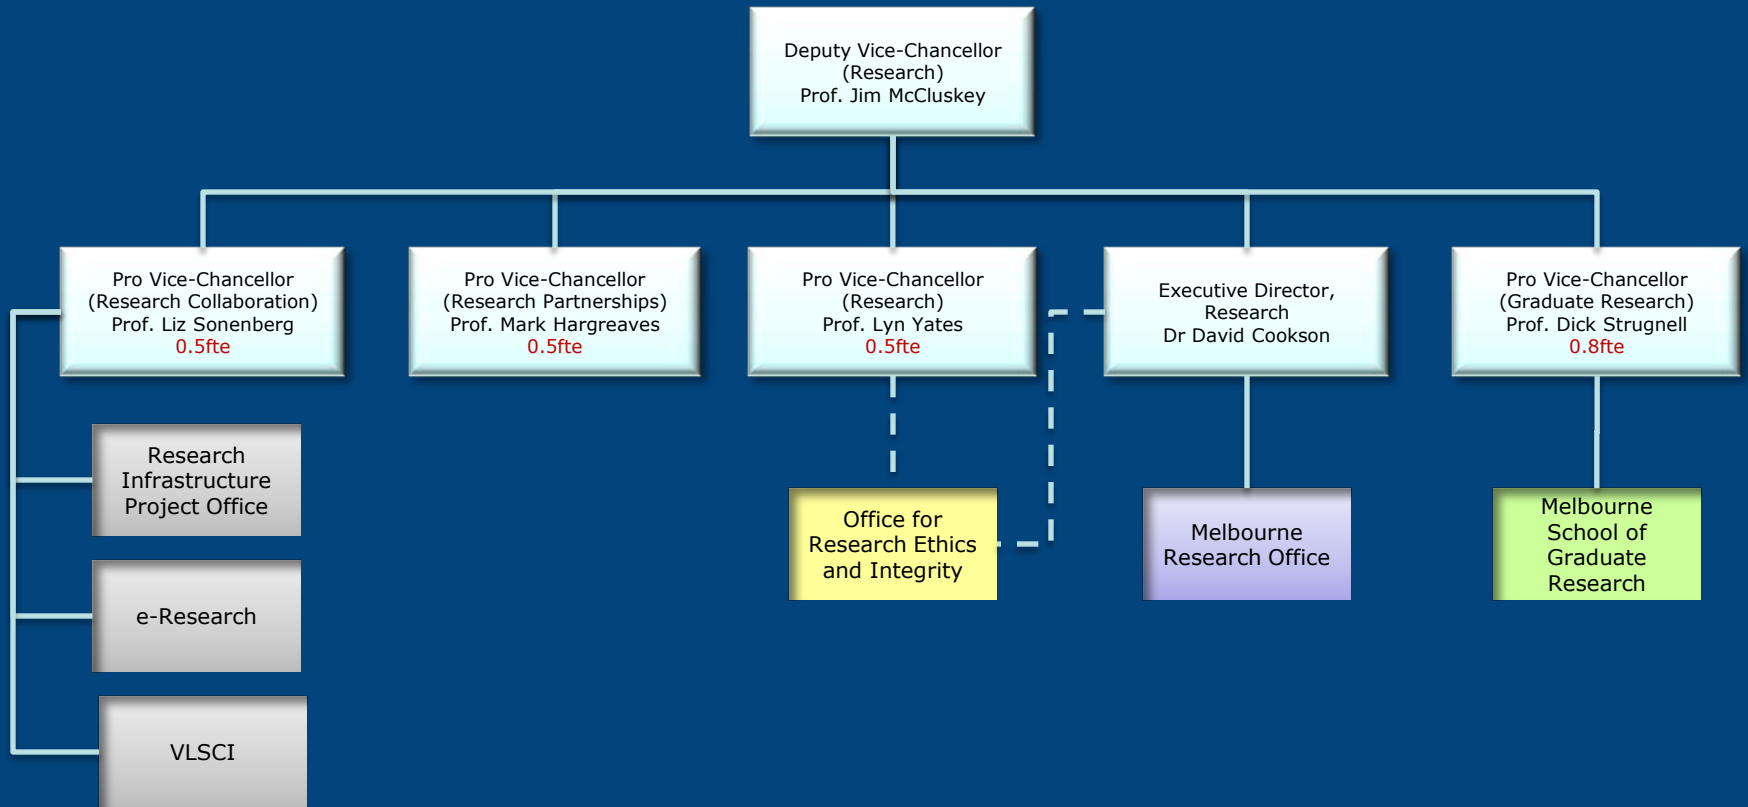 Deputy Vice-Chancellor
(Research)
Prof. Jim McCluskey
Pro Vice-Chancellor
(Research Collaboration)
Prof. Liz Sonenberg
0.5fte
Pro Vice-Chancellor
(Research Partnerships)
Prof. Mark Hargreaves
0.5fte
Pro Vice-Chancellor
(Research)
Prof. Lyn Yates
0.5fte
Executive Director,
Research
Dr David Cookson
Pro Vice-Chancellor
(Graduate Research)
Prof. Dick Strugnell
0.8fte
Research
Infrastructure
Project Office
e-Research
VLSCI
Office for
Research Ethics
and Integrity
Melbourne
Research Office
Melbourne
School of
Graduate
Research